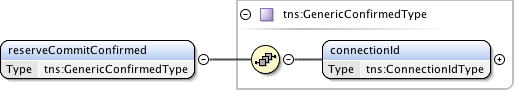 tns:GenericConfirmedType
reserveCommitConfirmed
Type tns:GenericConfirmedType
connectionId
Type tns:ConnectionIdType